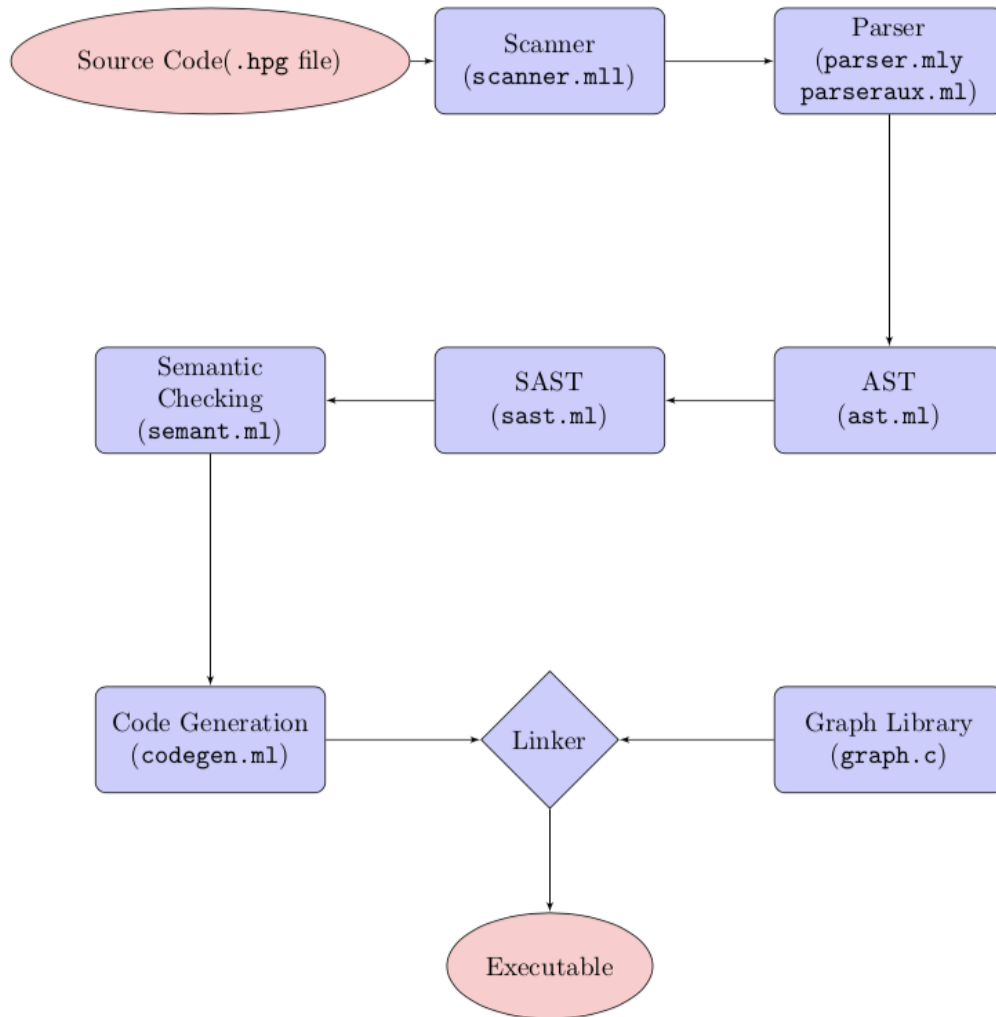 Source Code(.hpg file)
Scanner
(scanner.mll)
Parser
(parser.mly
parseraux.ml)
Semantic
Checking
(semant.ml)
SAST
(sast.ml)
AST
(ast.ml)
Code Generation
(codegen.ml)
Linker
Graph Library
(graph.c)
Executable